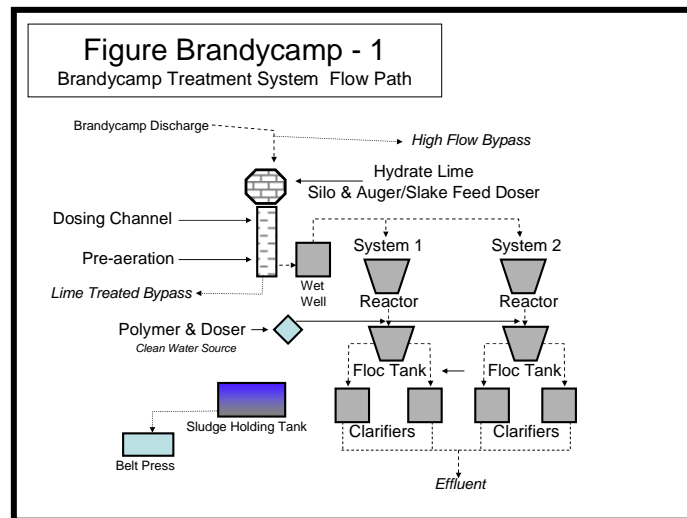 Figure Brandycamp - 1
Brandycamp Treatment System Flow Path
Brandycamp Discharge
High Flow Bypass
Hydrate Lime
Silo & Auger/Slake Feed Doser
Dosing Channel
System 1
System 2
Pre-aeration
Wet
Well
Lime Treated Bypass
Reactor
Reactor
Polymer & Doser
Clean Water Source
Floc Tank
Floc Tank
Sludge Holding Tank
Clarifiers
Clarifiers
Belt Press
Effluent